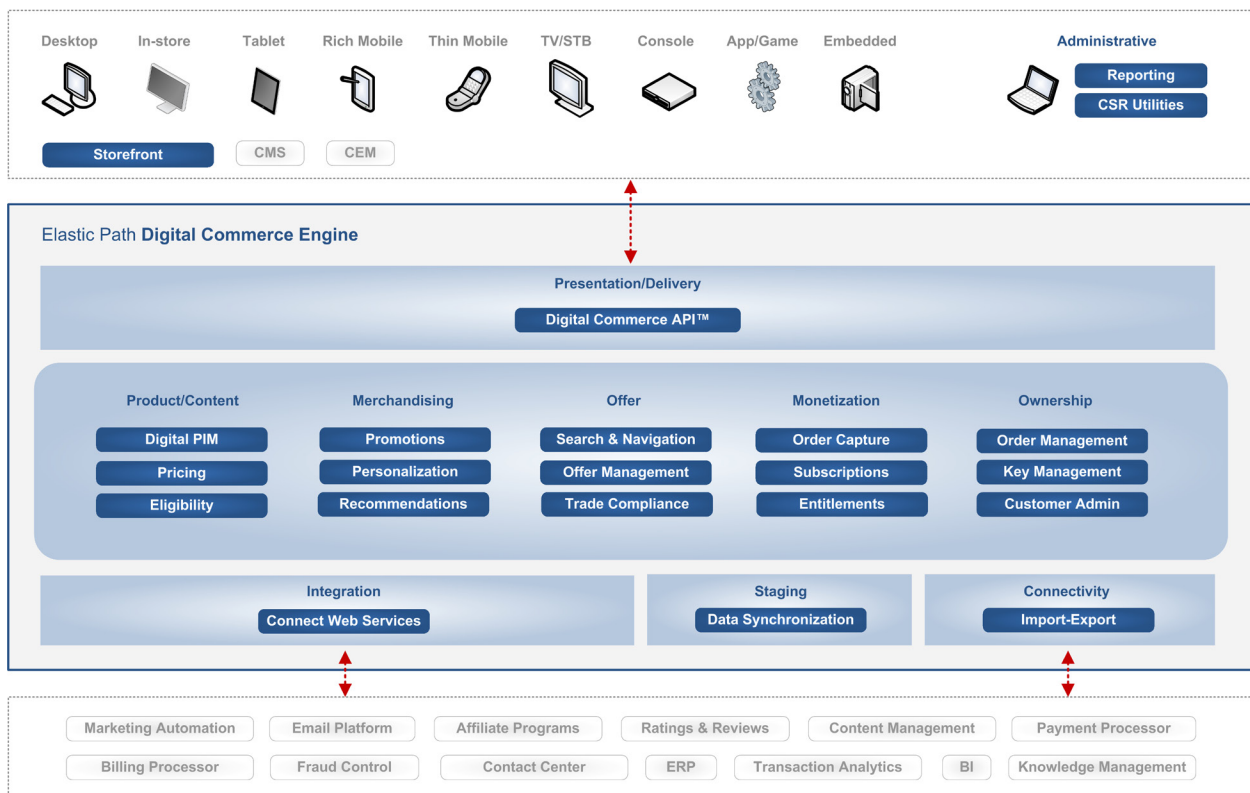 Desktop In-store Tablet Rich Mobile Thin Mobile TV/STB Console App/Game Embedded Administrative
Reporting
CSR Utilities
Storefront CMS CEM
Elastic Path Digital Commerce Engine
Presentation/Delivery
Digital Commerce API™
Product/Content Merchandising Offer Monetization Ownership
Digital PIM Promotions Search & Navigation Order Capture Order Management
Pricing Personalization Offer Management Subscriptions Key Management
Eligibility Recommendations Trade Compliance Entitlements Customer Admin
Integration Staging Connectivity
Connect Web Services Data Synchronization Import-Export
Marketing Automation Email Platform Affiliate Programs Ratings & Reviews Content Management Payment Processor
Billing Processor Fraud Control Contact Center ERP Transaction Analytics BI Knowledge Management